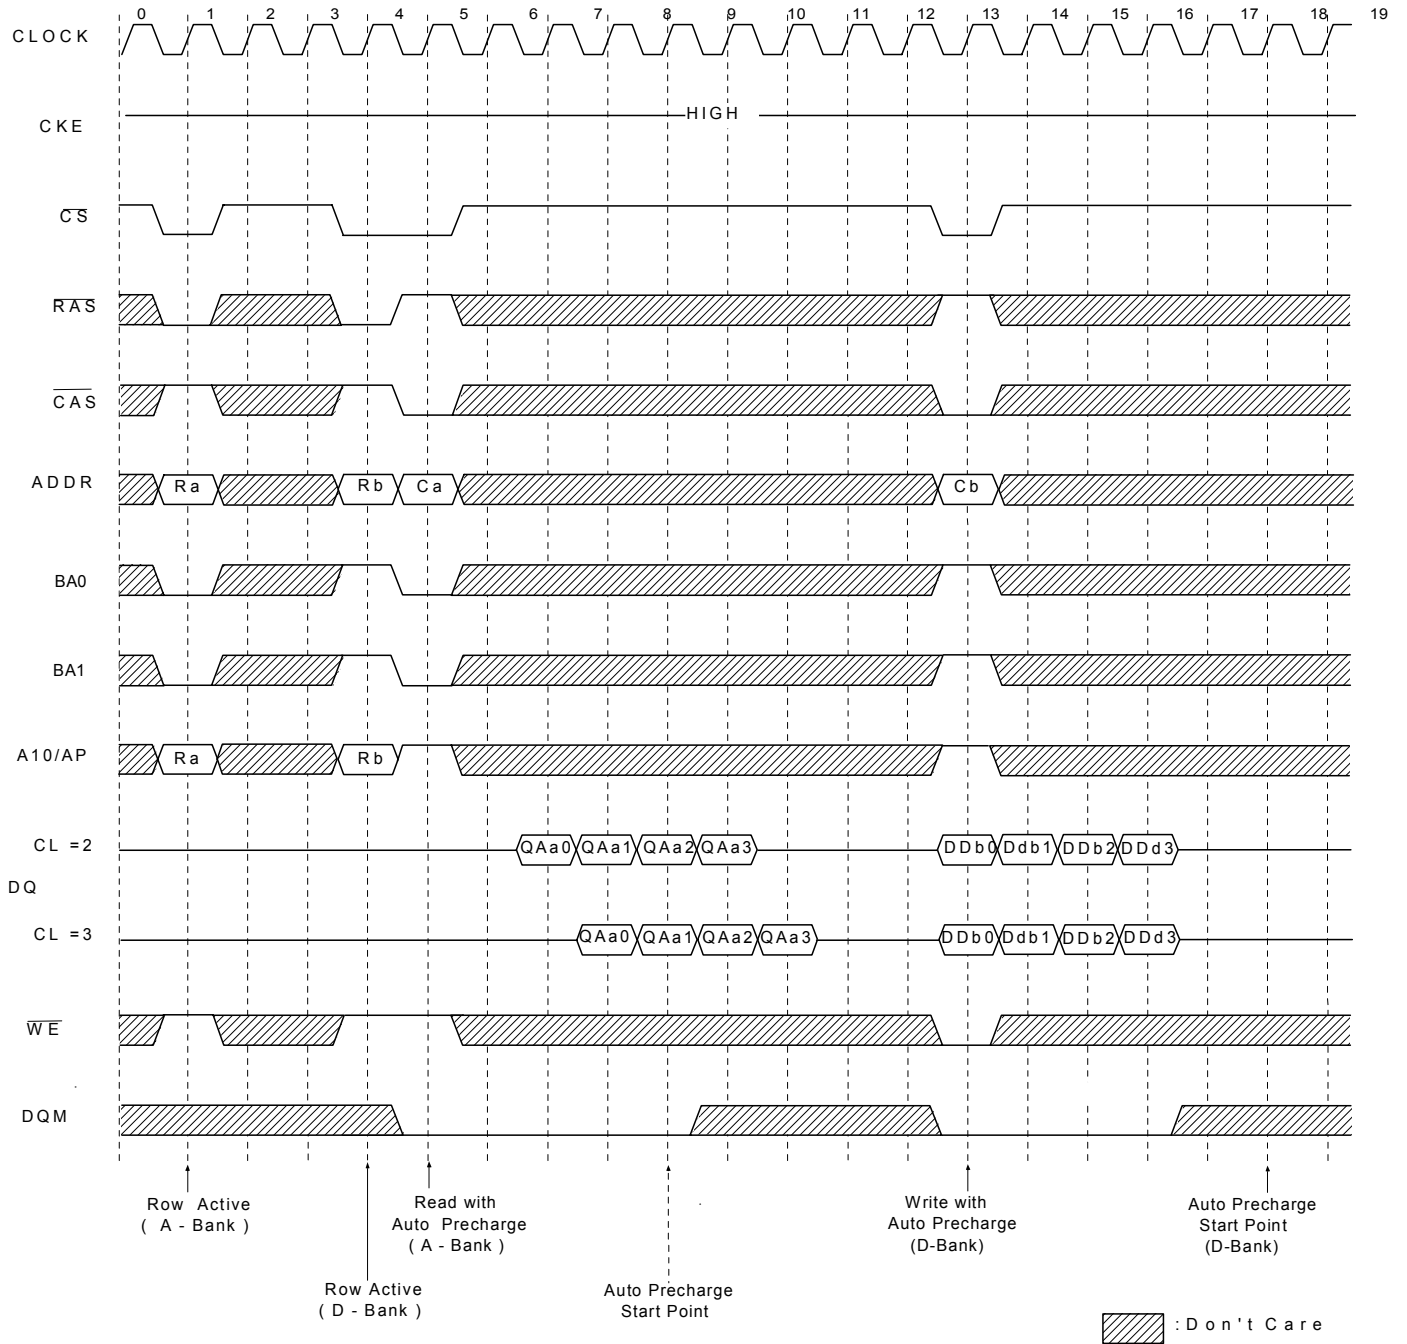 0 1 2 3 4 5 6 7 8 9 10 11 12 13 14 15 16 17 18 19
CLOCK
HIGH
CKE
CS
RAS
CAS
ADDR Ra Rb Ca Cb
BA0
BA1
A10/AP Ra Rb
CL =2 QAa0 QAa1 QAa2 QAa3 DDb0 Ddb1 DDb2 DDd3
DQ
CL =3 QAa0 QAa1 QAa2 QAa3 DDb0 Ddb1 DDb2 DDd3
WE
DQM
Row Active
( A - Bank )
Read with
Auto Precharge
( A - Bank )
Write with
Auto Precharge
(D-Bank)
Auto Precharge
Start Point
(D-Bank)
Row Active
( D - Bank )
Auto Precharge
Start Point
: Don't Care